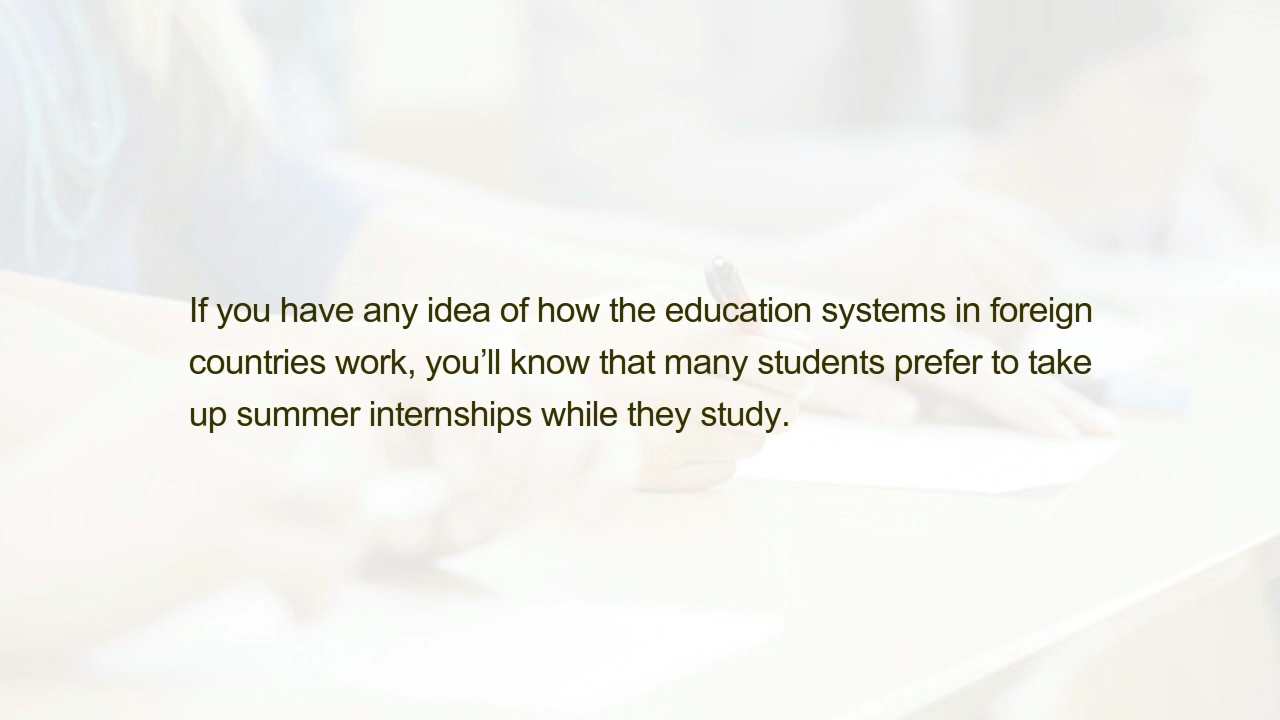 If you have any idea of how the education systems in foreign
countries work, you’ll know that many students prefer to take
up summer internships while they study.